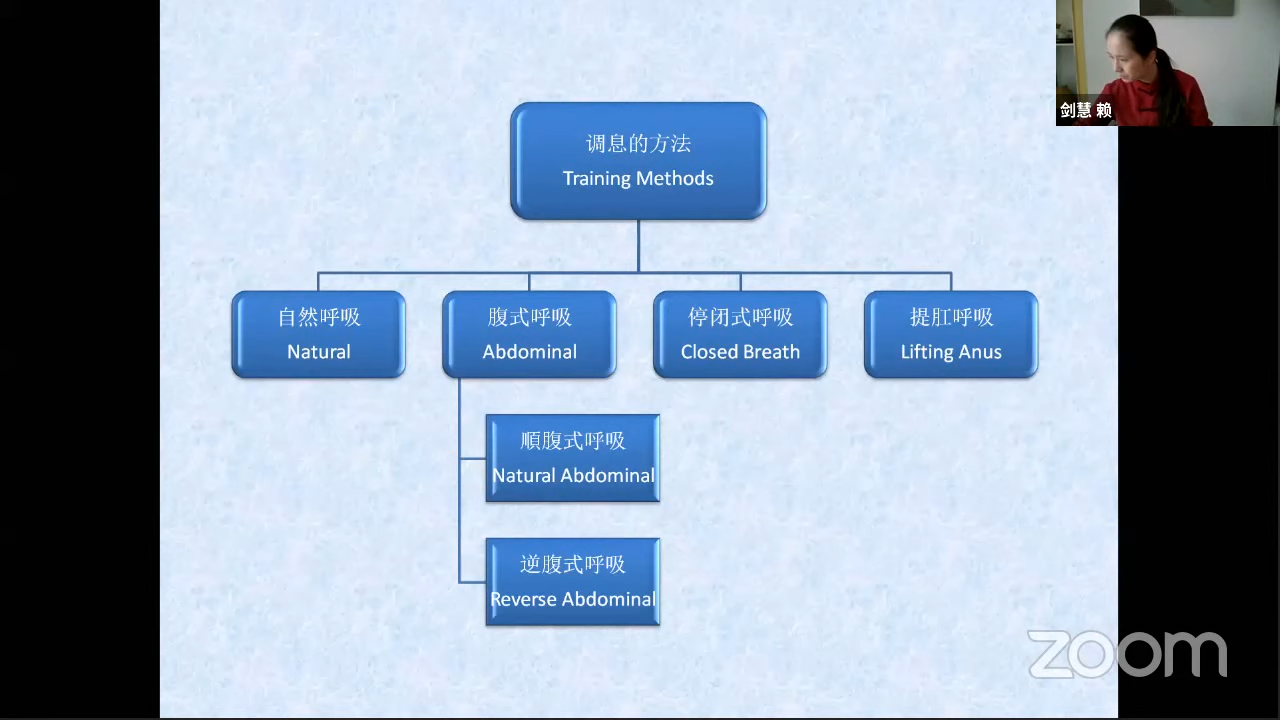 剑慧 赖
调息的方法
Training Methods
自然呼吸
Natural
腹式呼吸
Abdominal
停闭式呼吸
Closed Breath
提肛呼吸
Lifting Anus
順腹式呼吸
Natural Abdominal
逆腹式呼吸
Reverse Abdominal
zoom